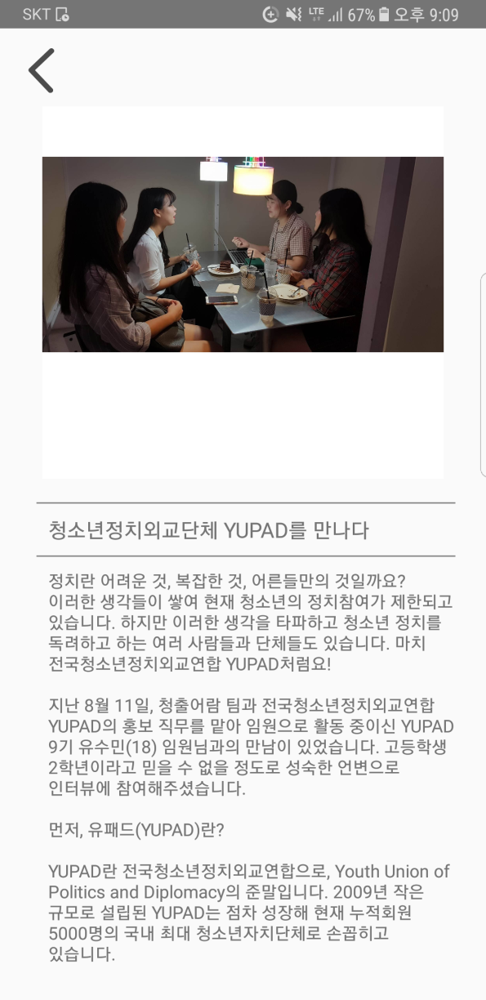 SKT LTE 67% 오후 9:09
청소년정치외교단체 YUPAD를 만나다
정치란 어려운 것, 복잡한 것, 어른들만의 것일까요?
이러한 생각들이 쌓여 현재 청소년의 정치참여가 제한되고
있습니다. 하지만 이러한 생각을 타파하고 청소년 정치를
독려하고 하는 여러 사람들과 단체들도 있습니다. 마치
전국청소년정치외교연합 YUPAD처럼요!
지난 8월 11일, 청출어람 팀과 전국청소년정치외교연합
YUPAD의 홍보 직무를 맡아 임원으로 활동 중이신 YUPAD
9기 유수민(18) 임원님과의 만남이 있었습니다. 고등학생
2학년이라고 믿을 수 없을 정도로 성숙한 언변으로
인터뷰에 참여해주셨습니다.
먼저, 유패드(YUPAD)란?
YUPAD란 전국청소년정치외교연합으로, Youth Union of
Politics and Diplomacy의 준말입니다. 2009년 작은
규모로 설립된 YUPAD는 점차 성장해 현재 누적회원
5000명의 국내 최대 청소년자치단체로 손꼽히고
있습니다.